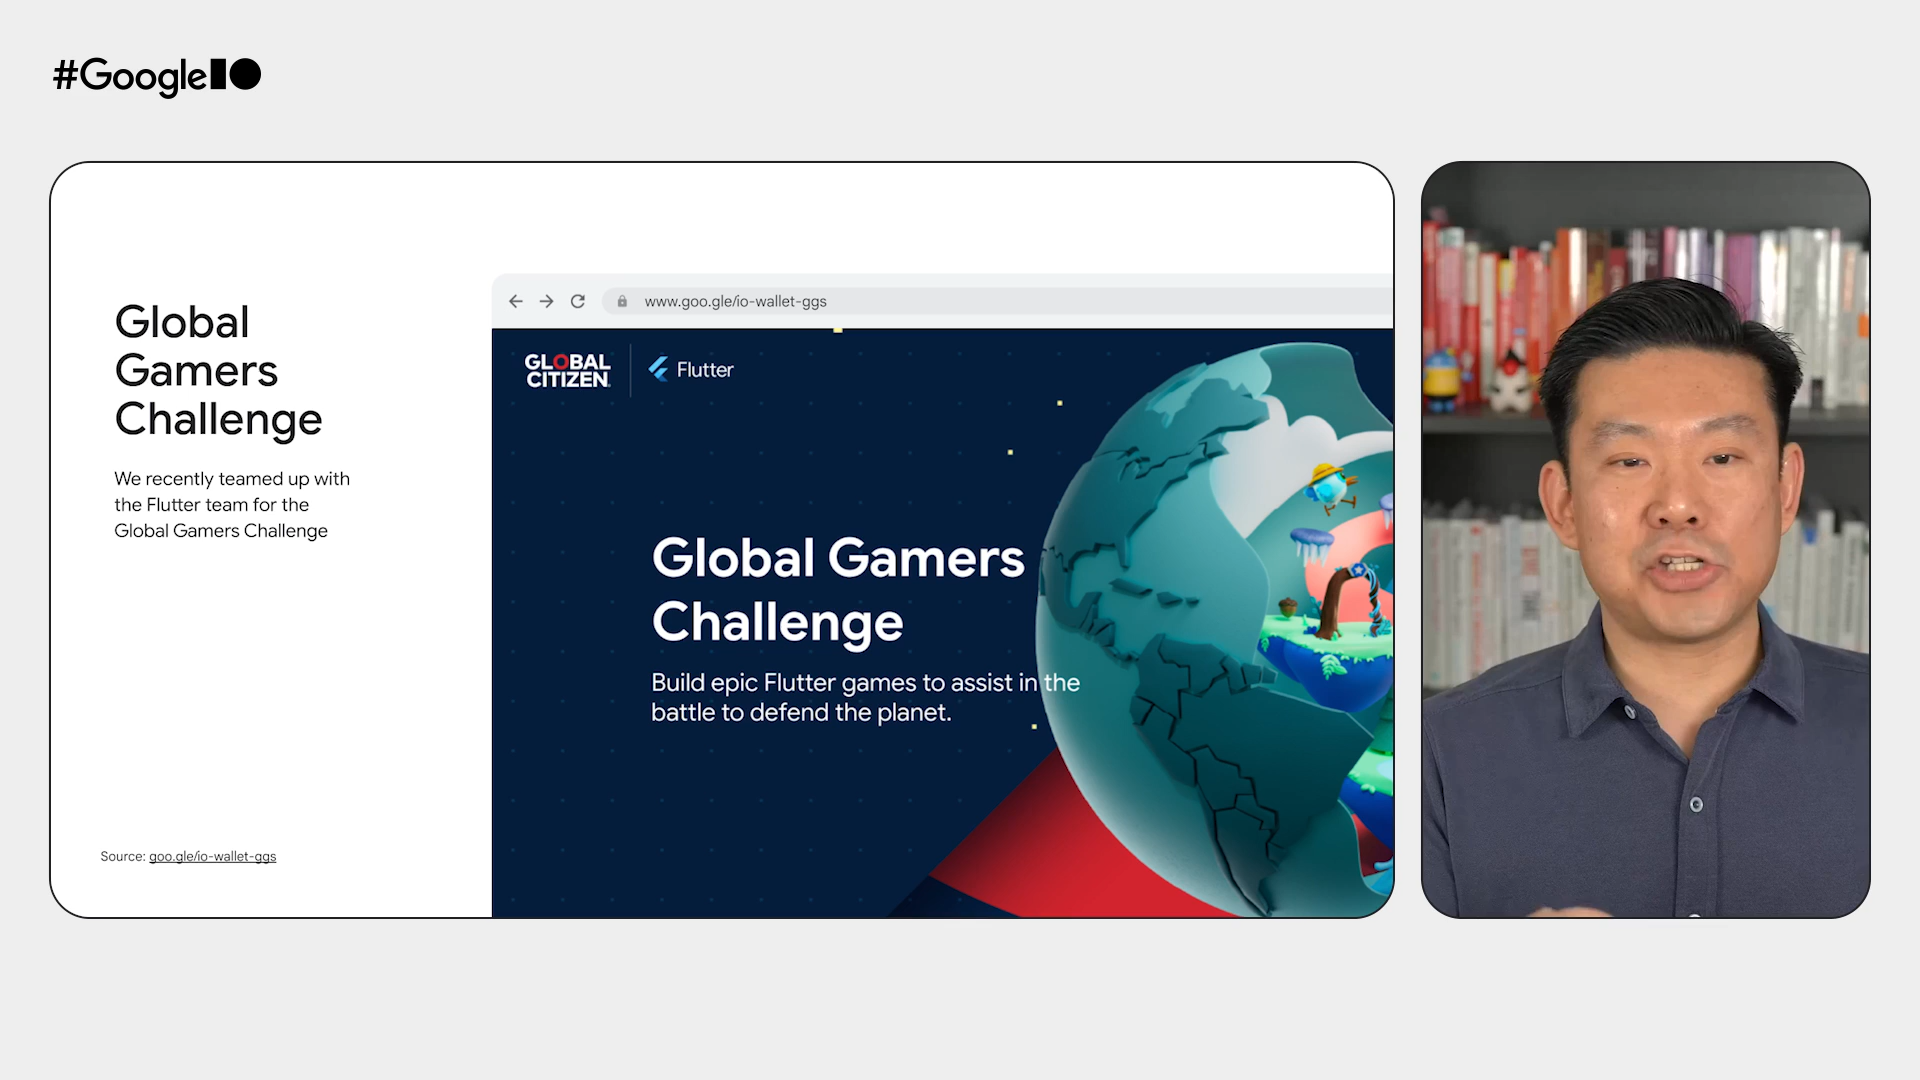 #GoogleIO
Global
Gamers
Challenge
We recently teamed up with
the Flutter team for the
Global Gamers Challenge
Source: goo.gle/io-wallet-ggs
www.goo.gle/io-wallet-ggs
GLOBAL
CITIZEN.
Flutter
Global Gamers
Challenge
Build epic Flutter games to assist in the
battle to defend the planet.